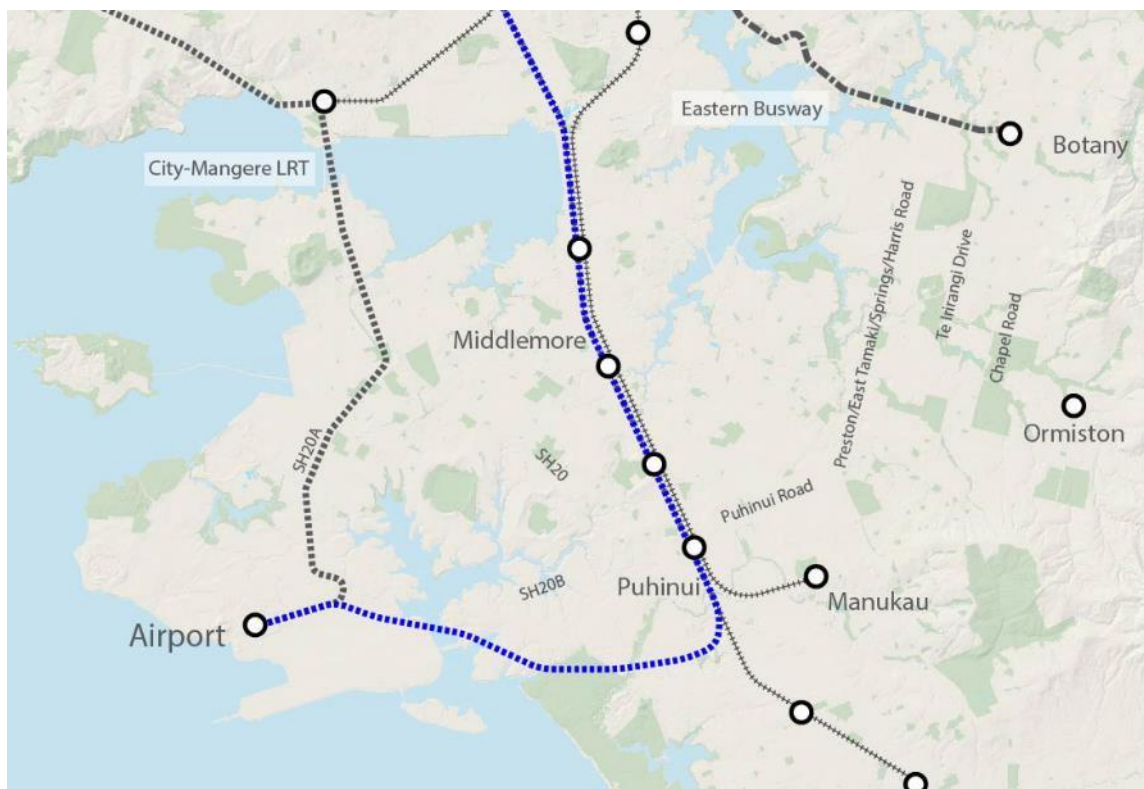 Eastern Busway
Botany
City-Mangere LRT
Preston/East Tamaki/Springs/Harris Road
Te Irirangi Drive
Chapel Road
Middlemore
Ormiston
SH20A
SH20
Puhinui Road
SH20B
Puhinui
Manukau
Airport